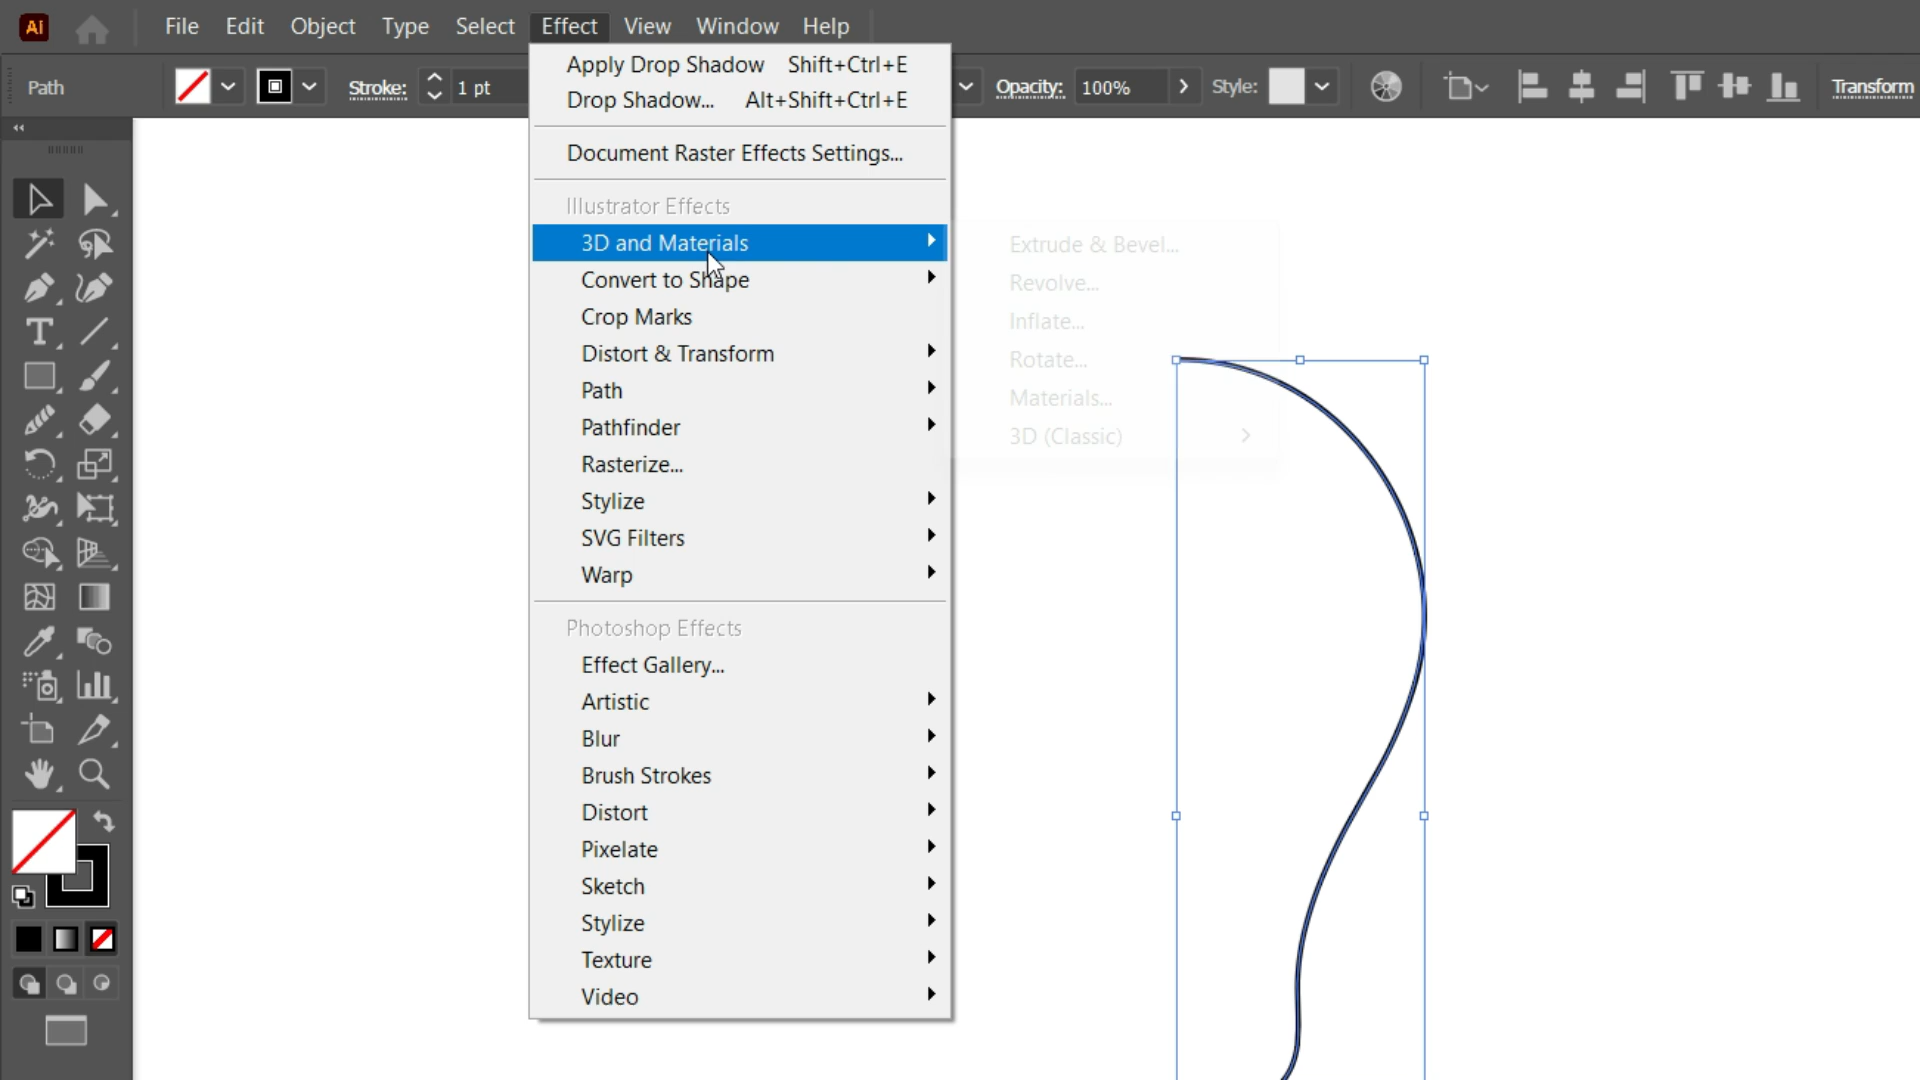 Ai File Edit Object Type Select Effect View Window Help
Path Stroke: 1 pt Opacity: 100% Style: Transform
Apply Drop Shadow Shift+Ctrl+E
Drop Shadow... Alt+Shift+Ctrl+E
Document Raster Effects Settings...
Illustrator Effects
3D and Materials
Convert to Shape
Crop Marks
Distort & Transform
Path
Pathfinder
Rasterize...
Stylize
SVG Filters
Warp
Photoshop Effects
Effect Gallery...
Artistic
Blur
Brush Strokes
Distort
Pixelate
Sketch
Stylize
Texture
Video
Extrude & Bevel...
Revolve...
Inflate...
Rotate...
Materials...
3D (Classic)